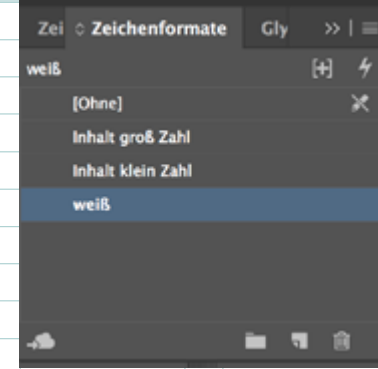 Zei Zeichenformate Gly
weiß
[Ohne]
Inhalt groß Zahl
Inhalt klein Zahl
weiß